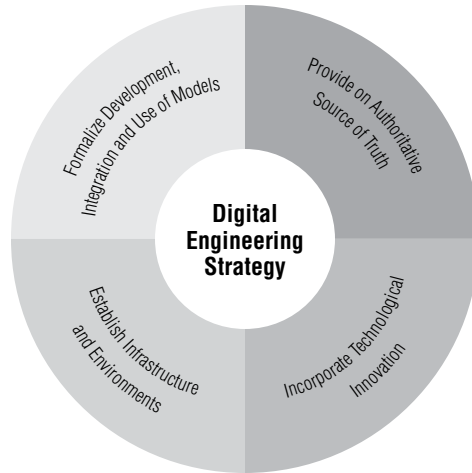 Formalize Development,
Integration and Use of Models
Provide on Authoritative
Source of Truth
Digital
Engineering
Strategy
Establish Infrastructure
and Environments
Incorporate Technological
Innovation